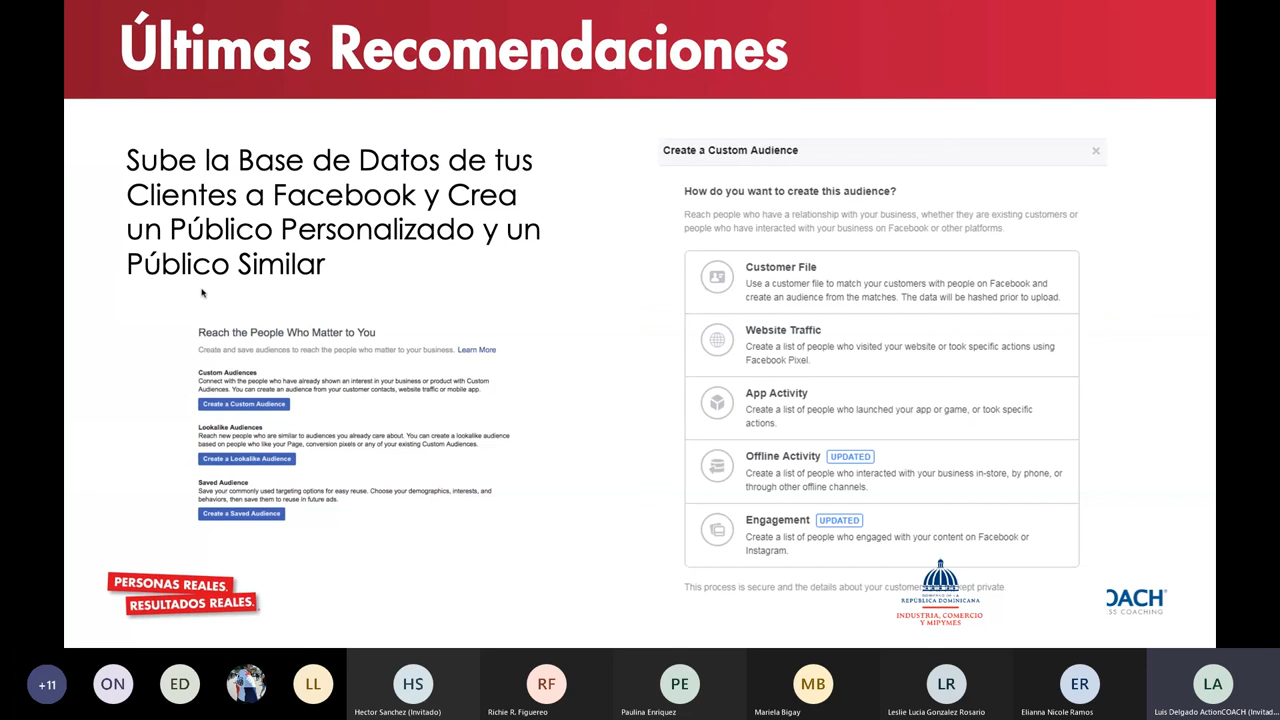 Últimas Recomendaciones
Sube la Base de Datos de tus
Clientes a Facebook y Crea
un Público Personalizado y un
Público Similar
Reach the People Who Matter to You
Create and save audiences to reach the people who matter to your business. Learn More
Custom Audiences
Connect with the people who have already shown an interest in your business or product with Custom
Audiences. You can create an audience from your customer contacts, website traffic or mobile app.
Create a Custom Audience
Lookalike Audiences
Reach new people who are similar to audiences you already care about. You can create a lookalike audience
based on people who like your Page, conversion pixels or any of your existing Custom Audiences.
Create a Lookalike Audience
Saved Audience
Save your commonly used targeting options for easy reuse. Choose your demographics, interests, and
behaviors, then save them to reuse in future ads.
Create a Saved Audience
Create a Custom Audience
How do you want to create this audience?
Reach people who have a relationship with your business, whether they are existing customers or
people who have interacted with your business on Facebook or other platforms.
Customer File
Use a customer file to match your customers with people on Facebook and
create an audience from the matches. The data will be hashed prior to upload.
Website Traffic
Create a list of people who visited your website or took specific actions using
Facebook Pixel.
App Activity
Create a list of people who launched your app or game, or took specific
actions.
Offline Activity UPDATED
Create a list of people who interacted with your business in-store, by phone, or
through other offline channels.
Engagement UPDATED
Create a list of people who engaged with your content on Facebook or
Instagram.
This process is secure and the details about your custome kept private
PERSONAS REALES.
RESULTADOS REALES.
GOBIERNO DE LA
REPÚBLICA DOMINICANA
INDUSTRIA, COMERCIO
Y MIPYMES
OACH
SS COACHING
+11
ON
ED
LL
HS
RF
PE
MB
LR
ER
LA
Hector Sanchez (Invitado)
Richie R. Figuereo
Paulina Enriquez
Mariela Bigay
Leslie Lucia Gonzalez Rosario
Elianna Nicole Ramos
Luis Delgado ActionCOACH (Invitad...